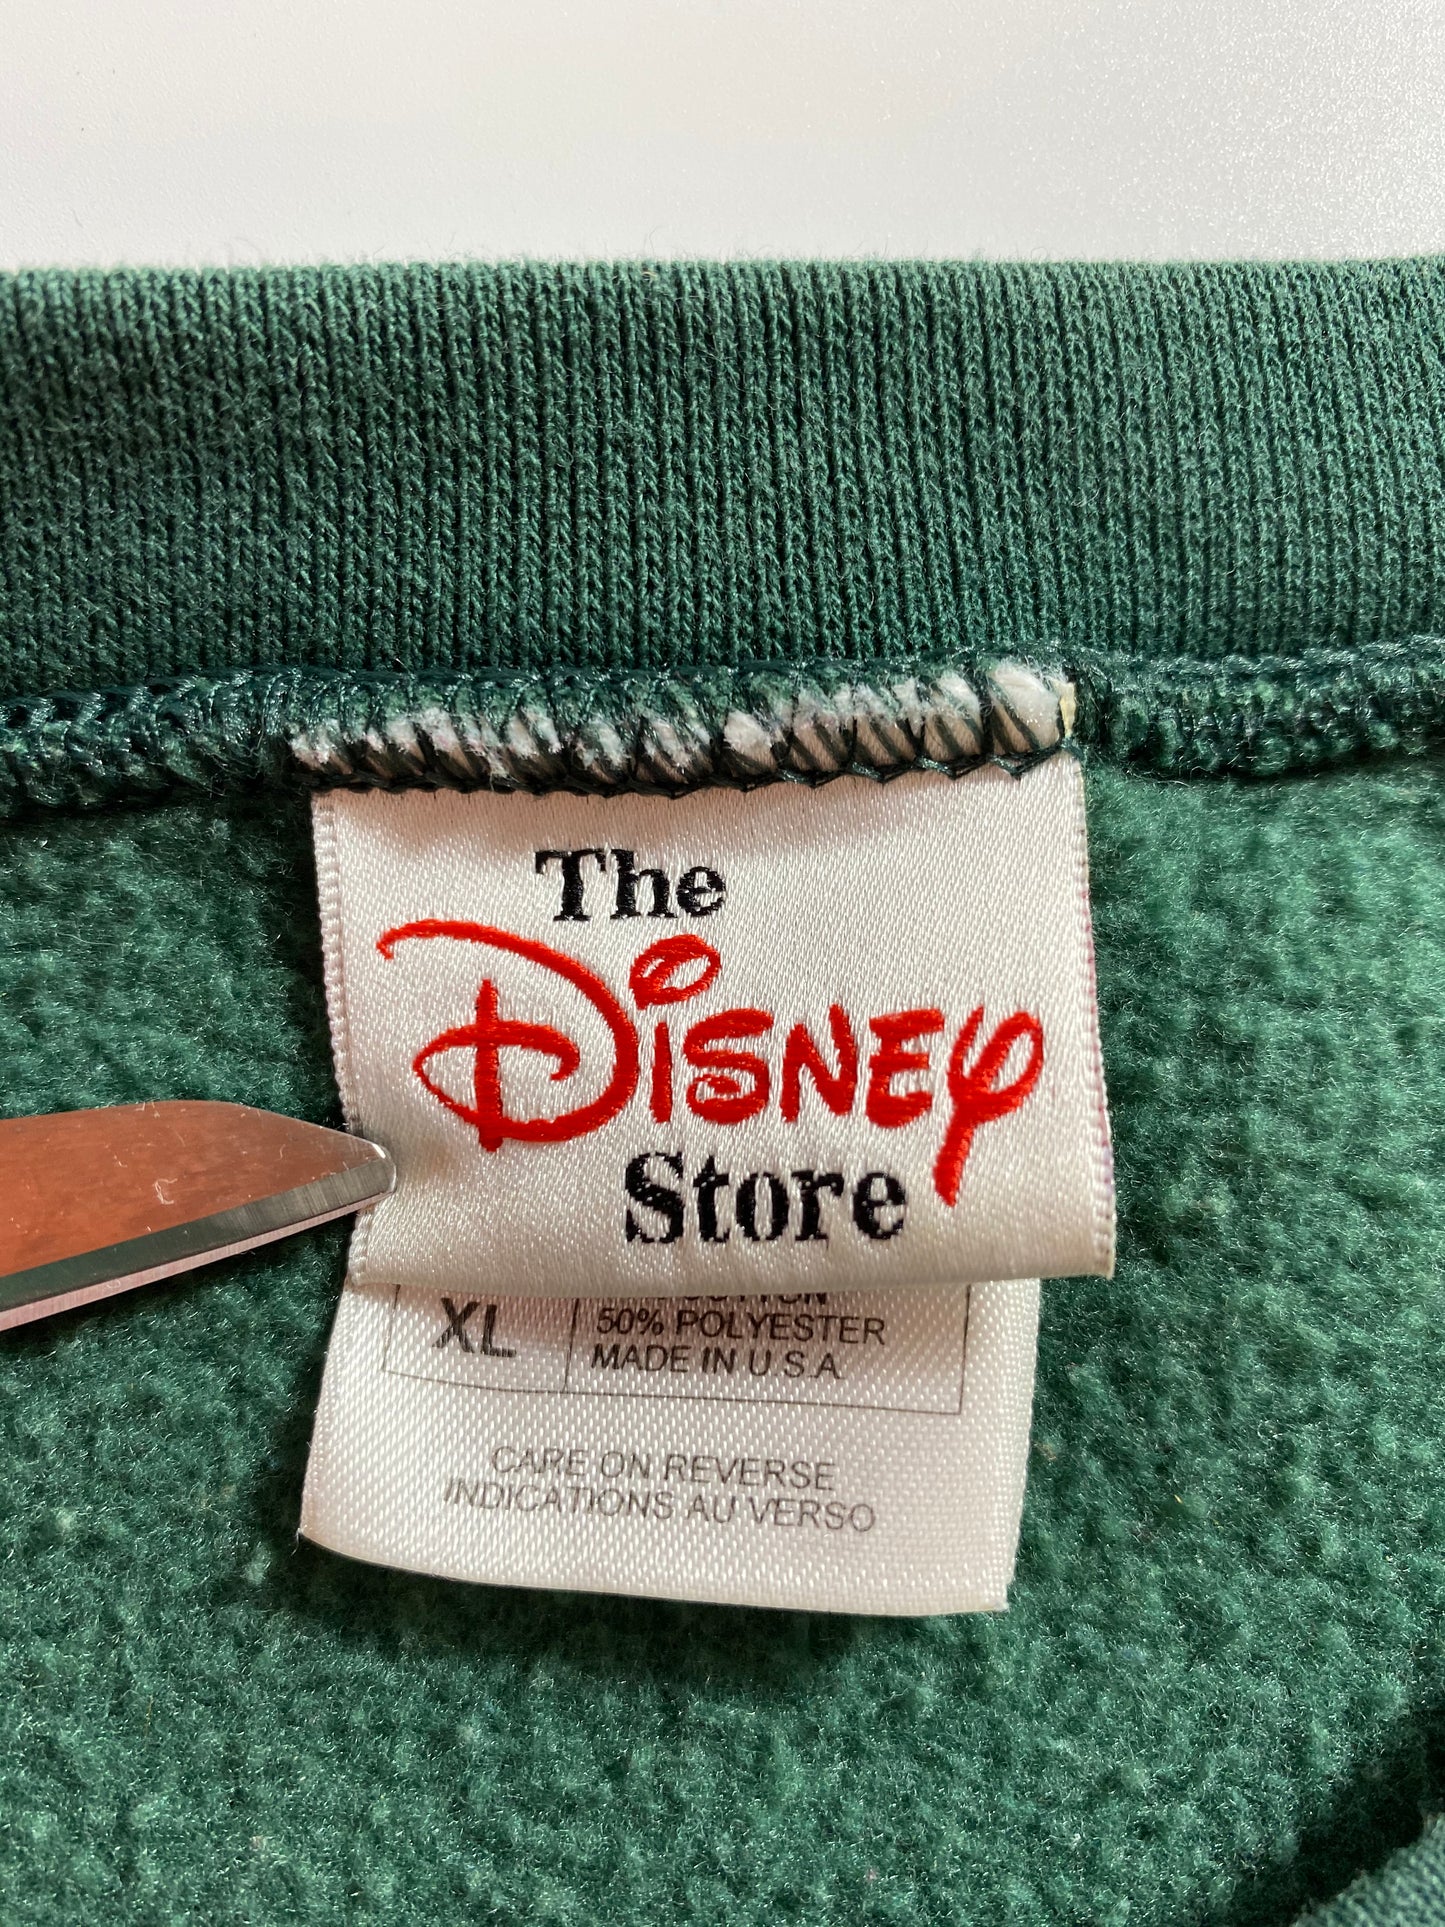 The
Disney
Store
XL
50% POLYESTER
MADE IN U.S.A
CARE ON REVERSE
INDICATIONS AU VERSO